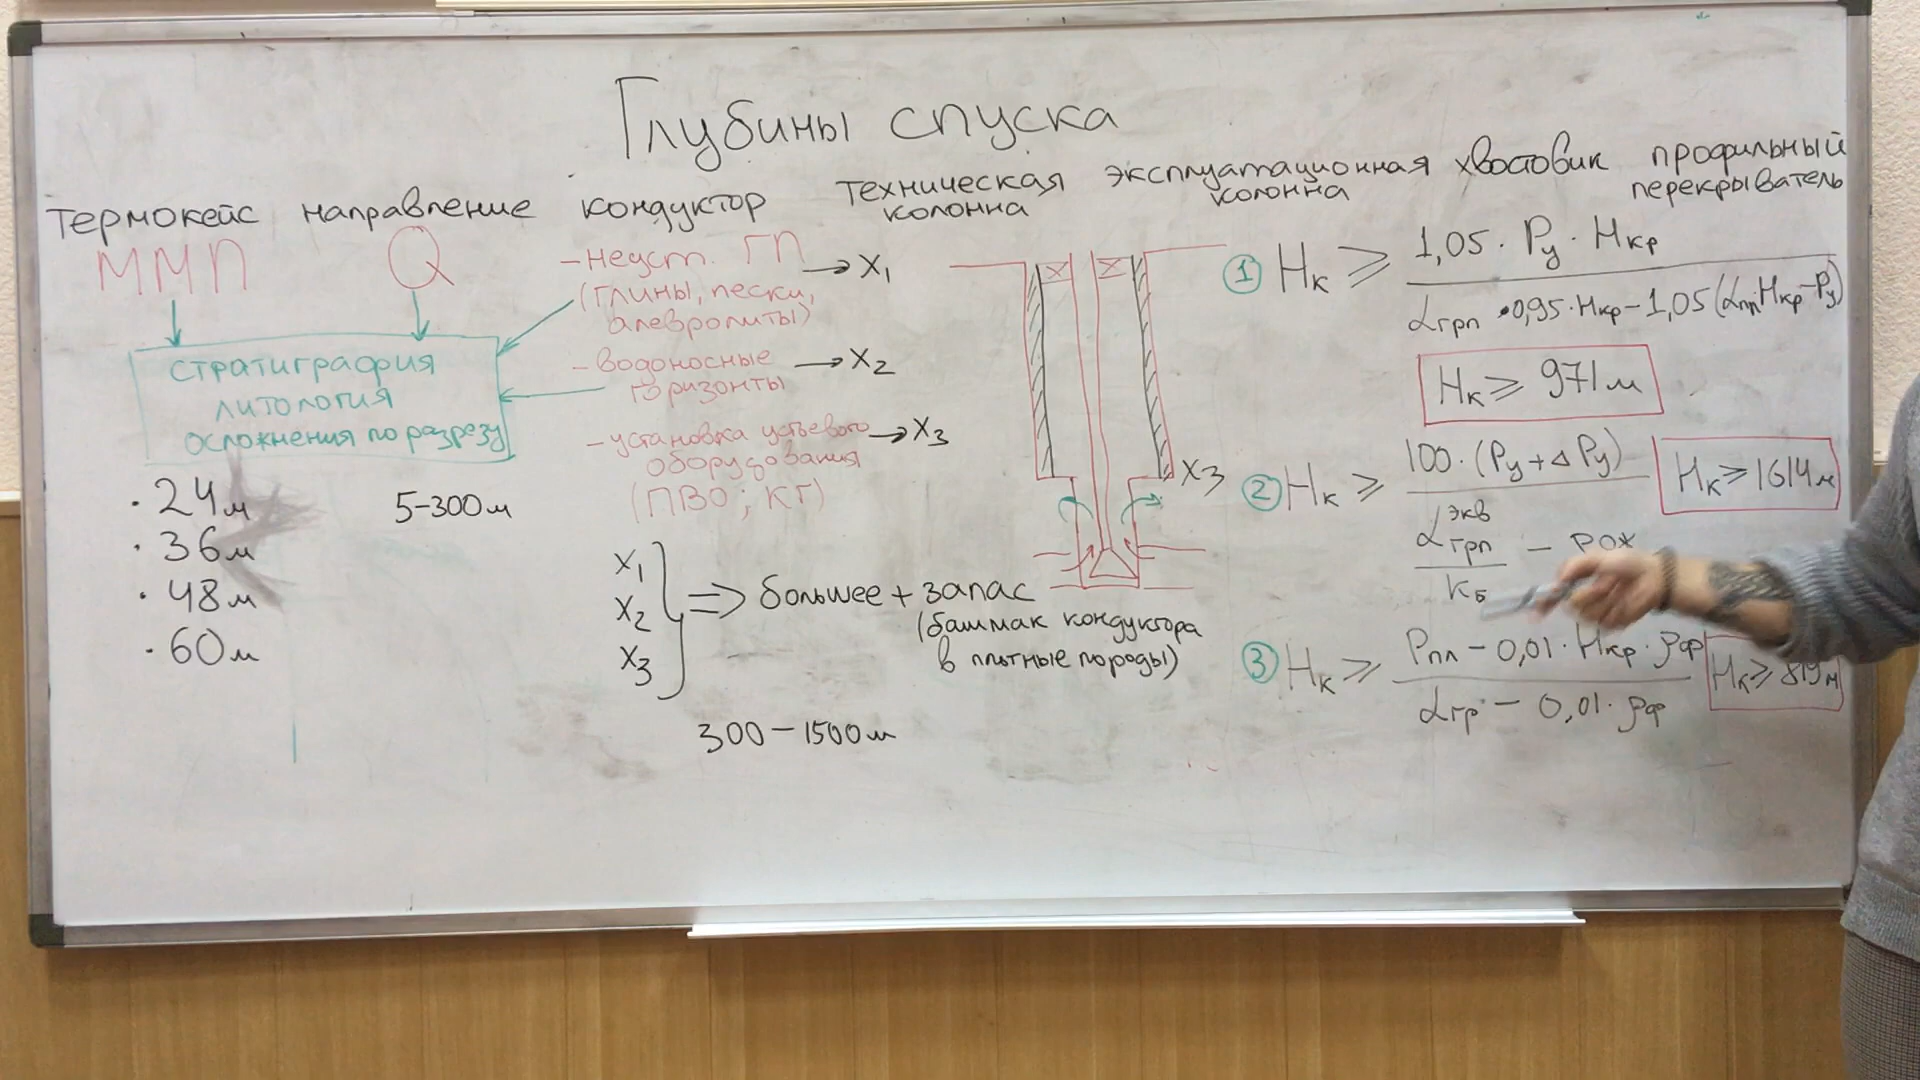 Глубины спуска
термокейс направление кондуктор техническая колонна эксплуатационная колонна хвостовик профильный перекрыватель
ММП
Q
стратиграфия
литология
осложнения по разрезу
· 24м
· 36м
· 48м
· 60м
5-300м
- Неуст. ГП → X1
(глины, пески,
алевролиты)
- водоносные → X2
горизонты
- установка устьевого → X3
оборудования
(ПВО; КГ)
X1
X2
X3
⇒ большее + запас
(башмак кондуктора
в плотные породы)
300-1500м
X3
① Hк ⩾ 1,05 · Pу · Hкр / αгрп · 0,95 · Hкр - 1,05 (αпл Hкр - Pу)
Hк ⩾ 971м
② Hк ⩾ 100 · (Pу + ΔPу) / αгрп экв / кб - ρож
Hк ⩾ 1614м
③ Hк ⩾ Pпл - 0,01 · Hкр · ρф / αгр - 0,01 · ρф
Hк ⩾ 819м